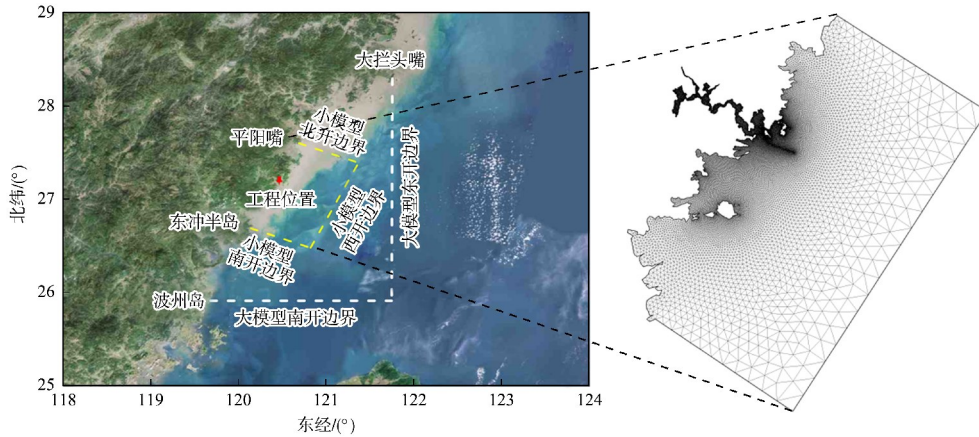 29
28
27
26
25
北纬/(°)
大拦头嘴
平阳嘴
小模型
北开边界
工程位置
大模型东开边界
小模型
西开边界
东冲半岛
小模型
南开边界
波州岛
大模型南开边界
118
119
120
121
122
123
124
东经/(°)